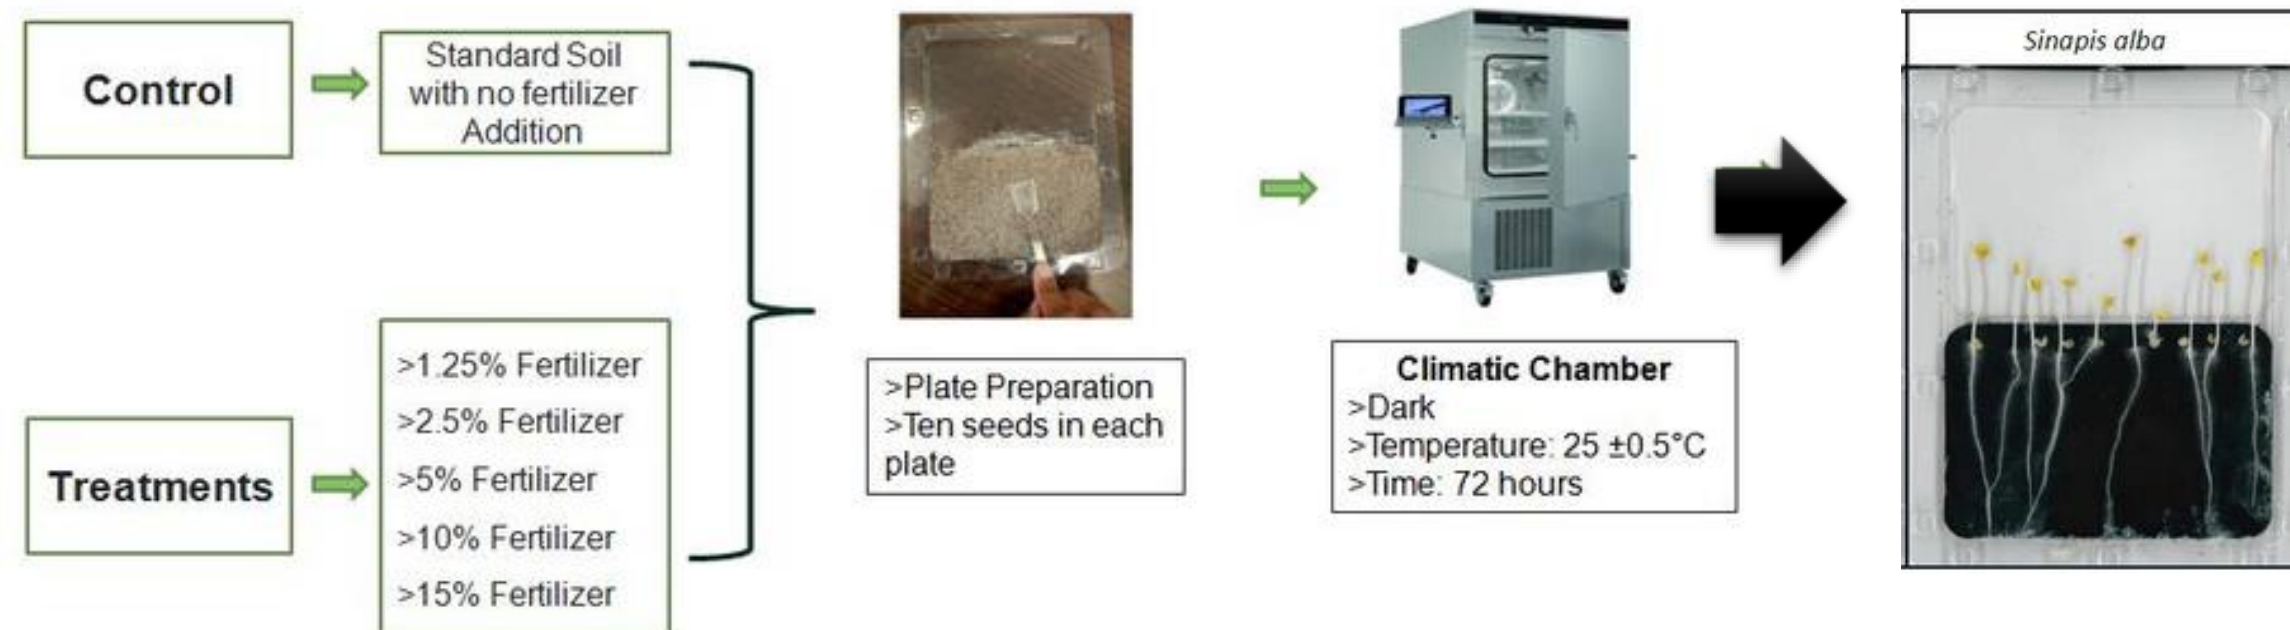 Control
Standard Soil
with no fertilizer
Addition
Treatments
>1.25% Fertilizer
>2.5% Fertilizer
>5% Fertilizer
>10% Fertilizer
>15% Fertilizer
>Plate Preparation
>Ten seeds in each
plate
Climatic Chamber
>Dark
>Temperature: 25 ±0.5°C
>Time: 72 hours
Sinapis alba